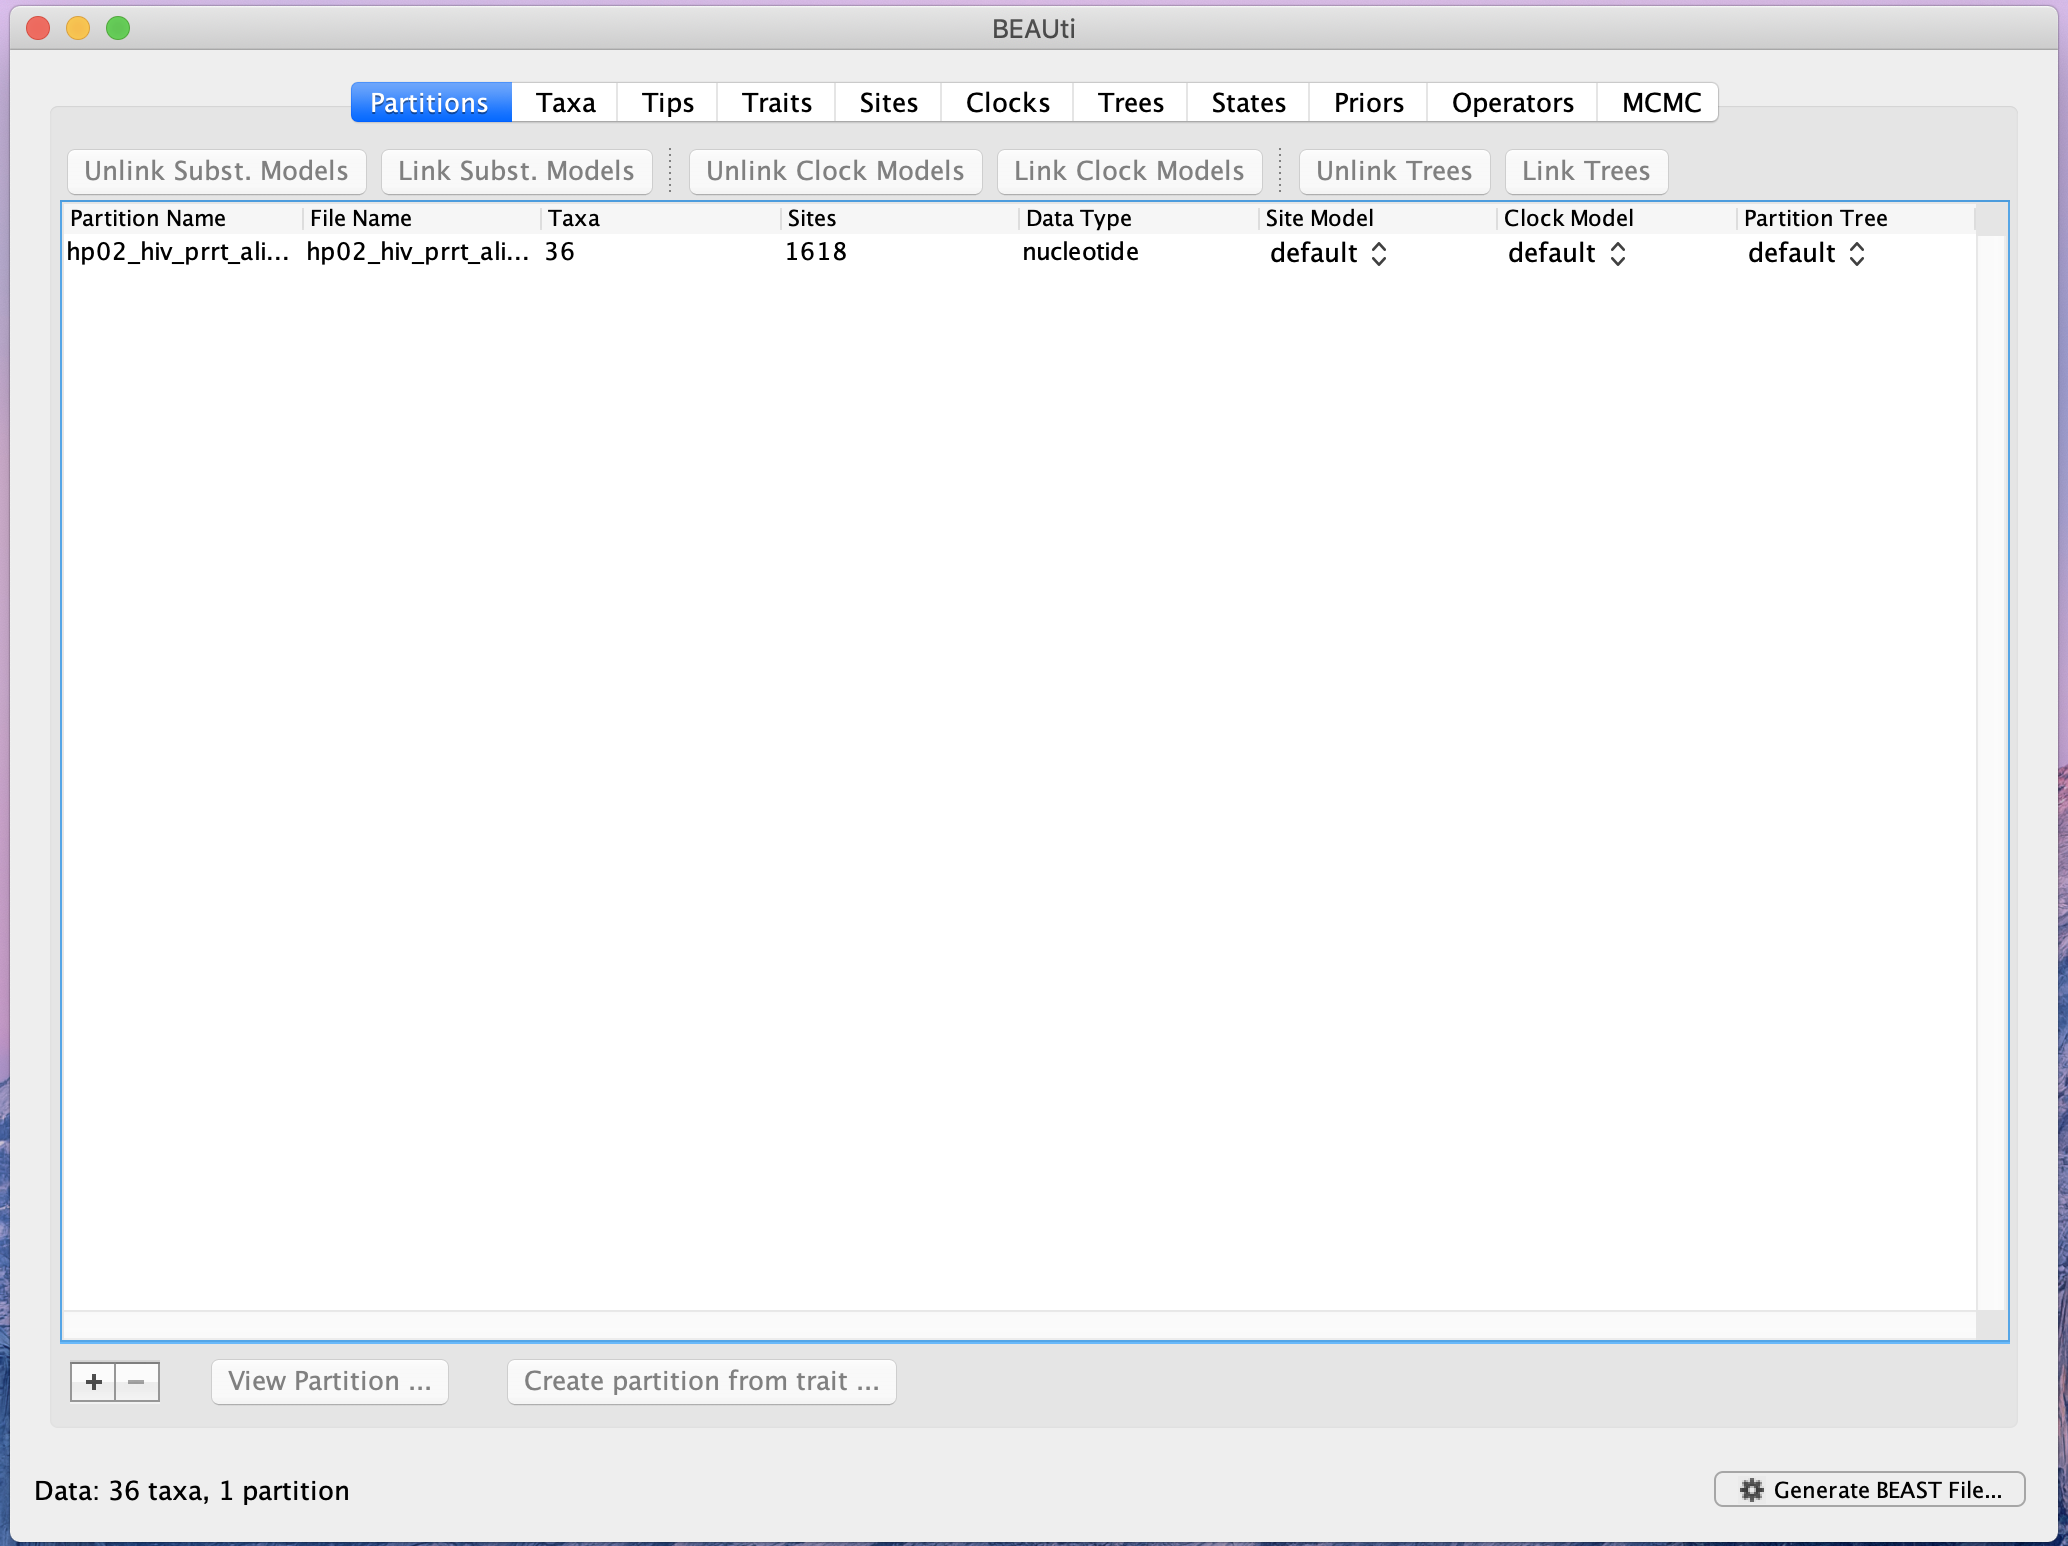 BEAUti
Partitions Taxa Tips Traits Sites Clocks Trees States Priors Operators MCMC
Unlink Subst. Models Link Subst. Models Unlink Clock Models Link Clock Models Unlink Trees Link Trees
Partition Name File Name Taxa Sites Data Type Site Model Clock Model Partition Tree
hp02_hiv_prrt_ali... hp02_hiv_prrt_ali... 36 1618 nucleotide default default default
+ − View Partition ... Create partition from trait ...
Data: 36 taxa, 1 partition Generate BEAST File...